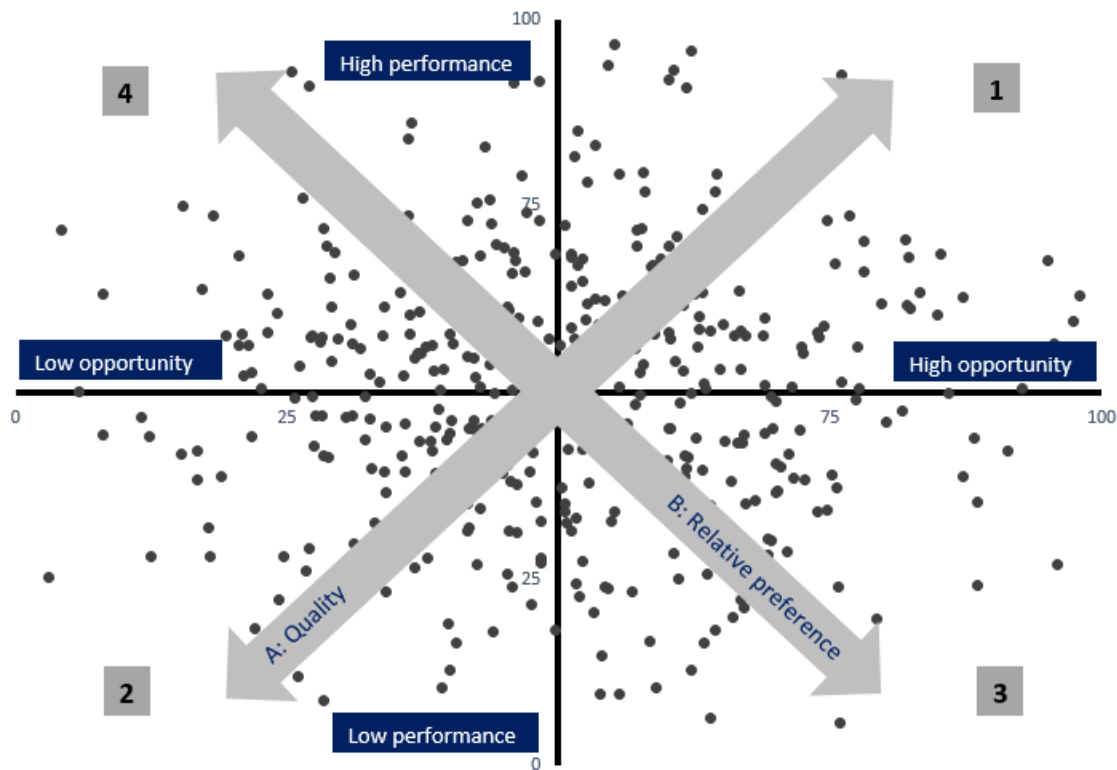 100
High performance
4
1
75
Low opportunity
High opportunity
0
25
75
100
B: Relative preference
25
A: Quality
2
3
Low performance
0